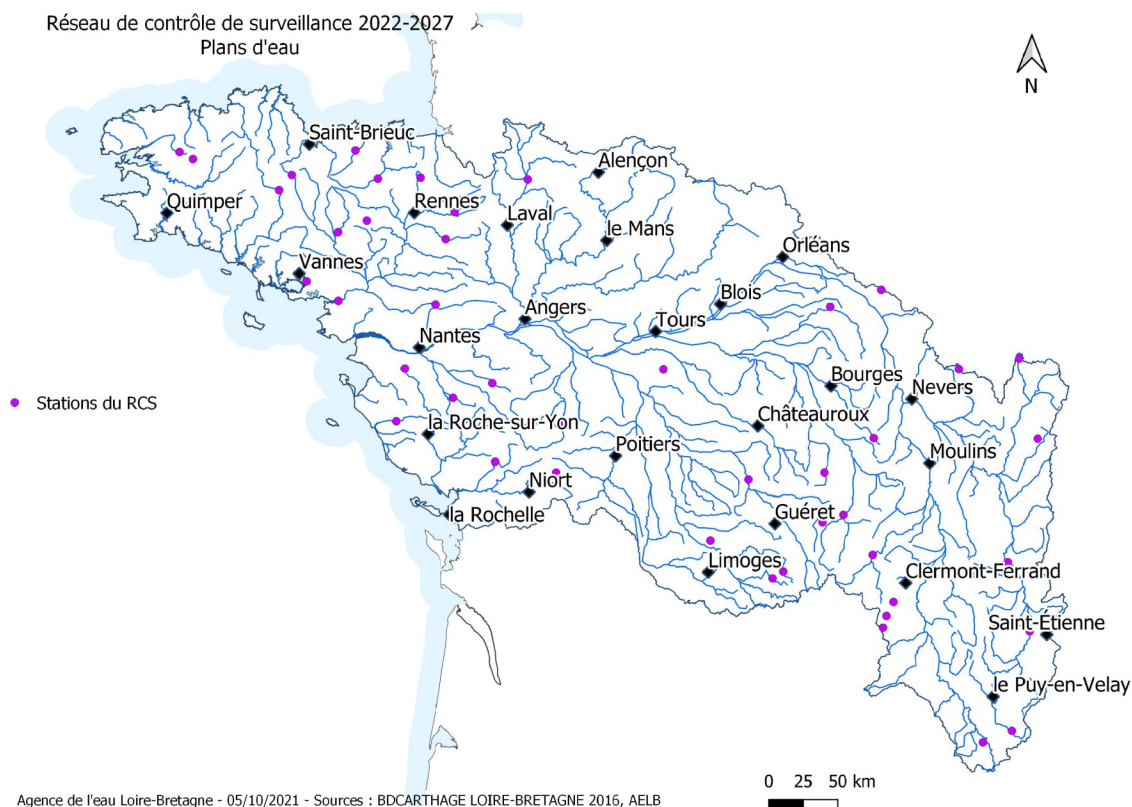 Réseau de contrôle de surveillance 2022-2027
Plans d'eau
N
Saint-Brieuc
Alençon
Quimper
Rennes
Laval
le Mans
Orléans
Vannes
Blois
Angers
Tours
Nantes
Bourges
Nevers
Stations du RCS
la Roche-sur-Yon
Châteauroux
Poitiers
Moulins
Niort
la Rochelle
Guéret
Limoges
Clermont-Ferrand
Saint-Étienne
le Puy-en-Velay
0 25 50 km
Agence de l'eau Loire-Bretagne - 05/10/2021 - Sources : BDCARTHAGE LOIRE-BRETAGNE 2016, AELB